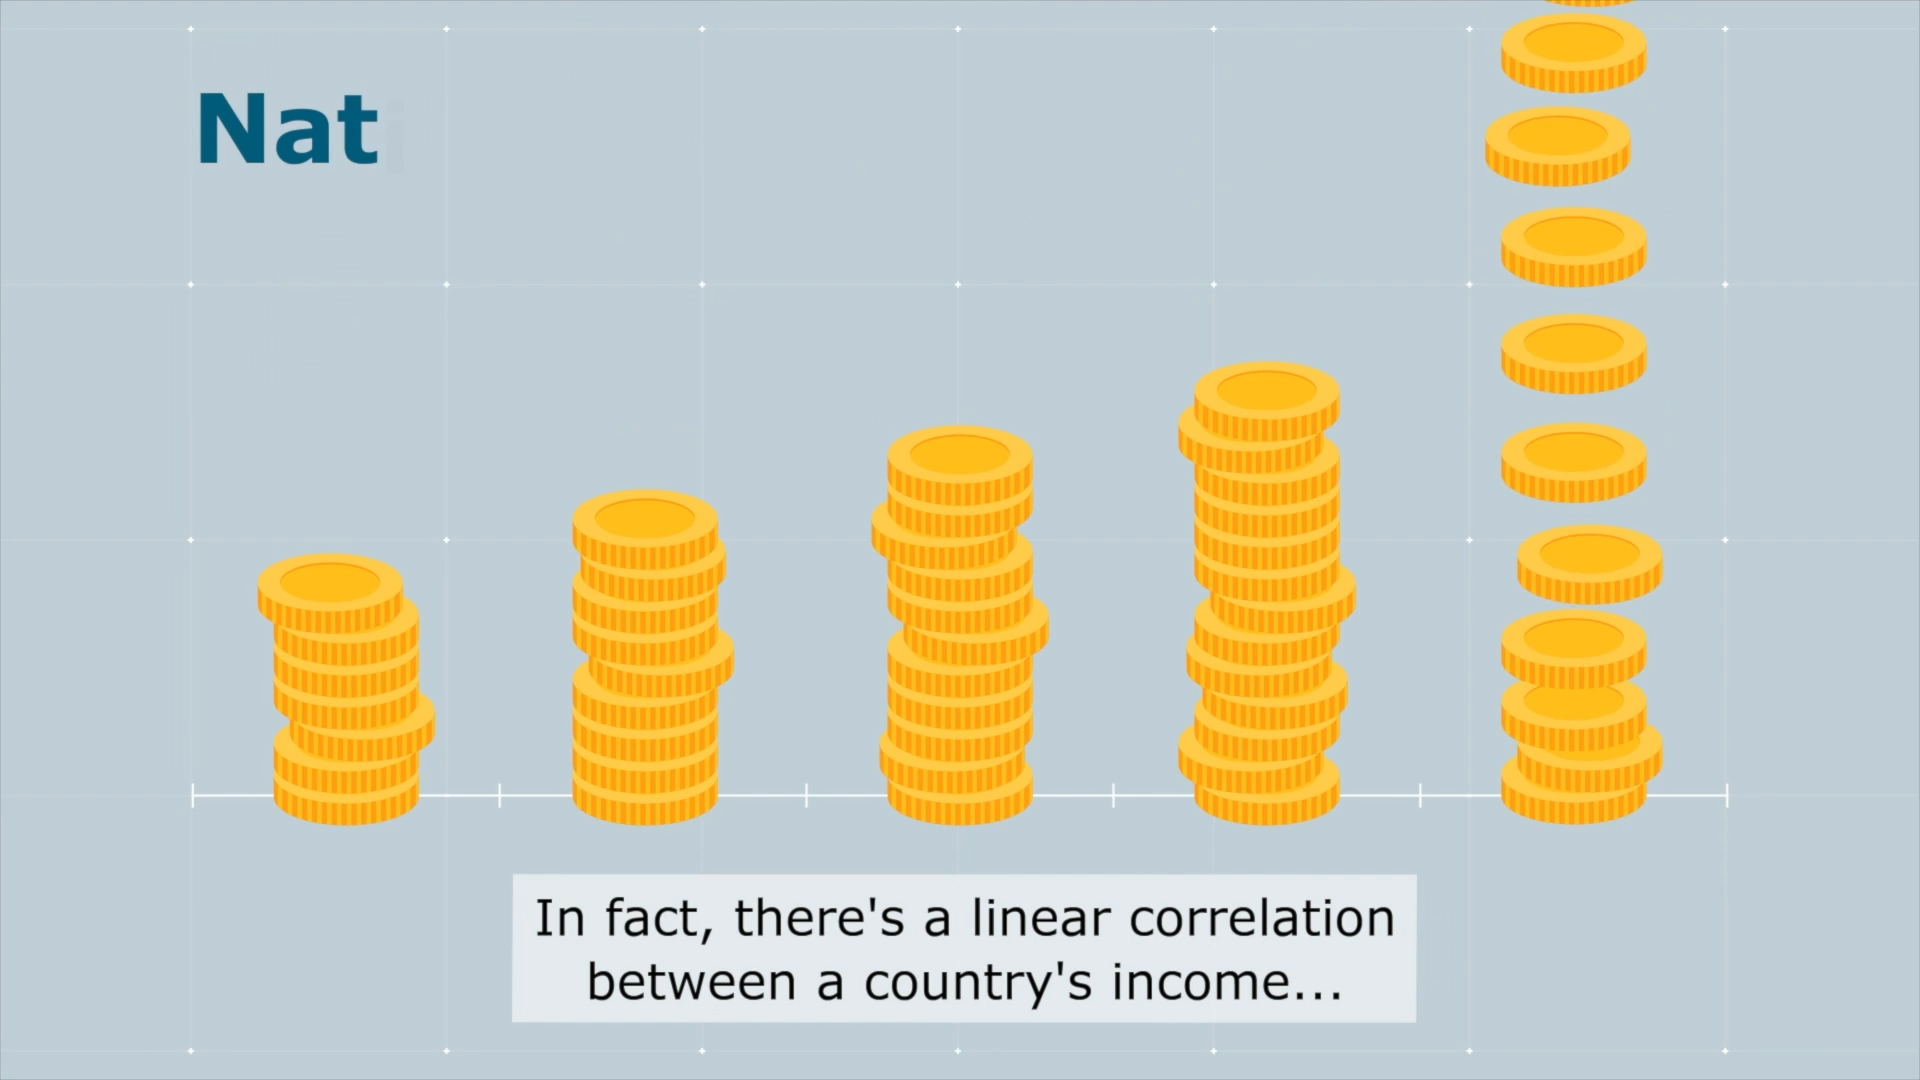 Nat
In fact, there's a linear correlation
between a country's income...